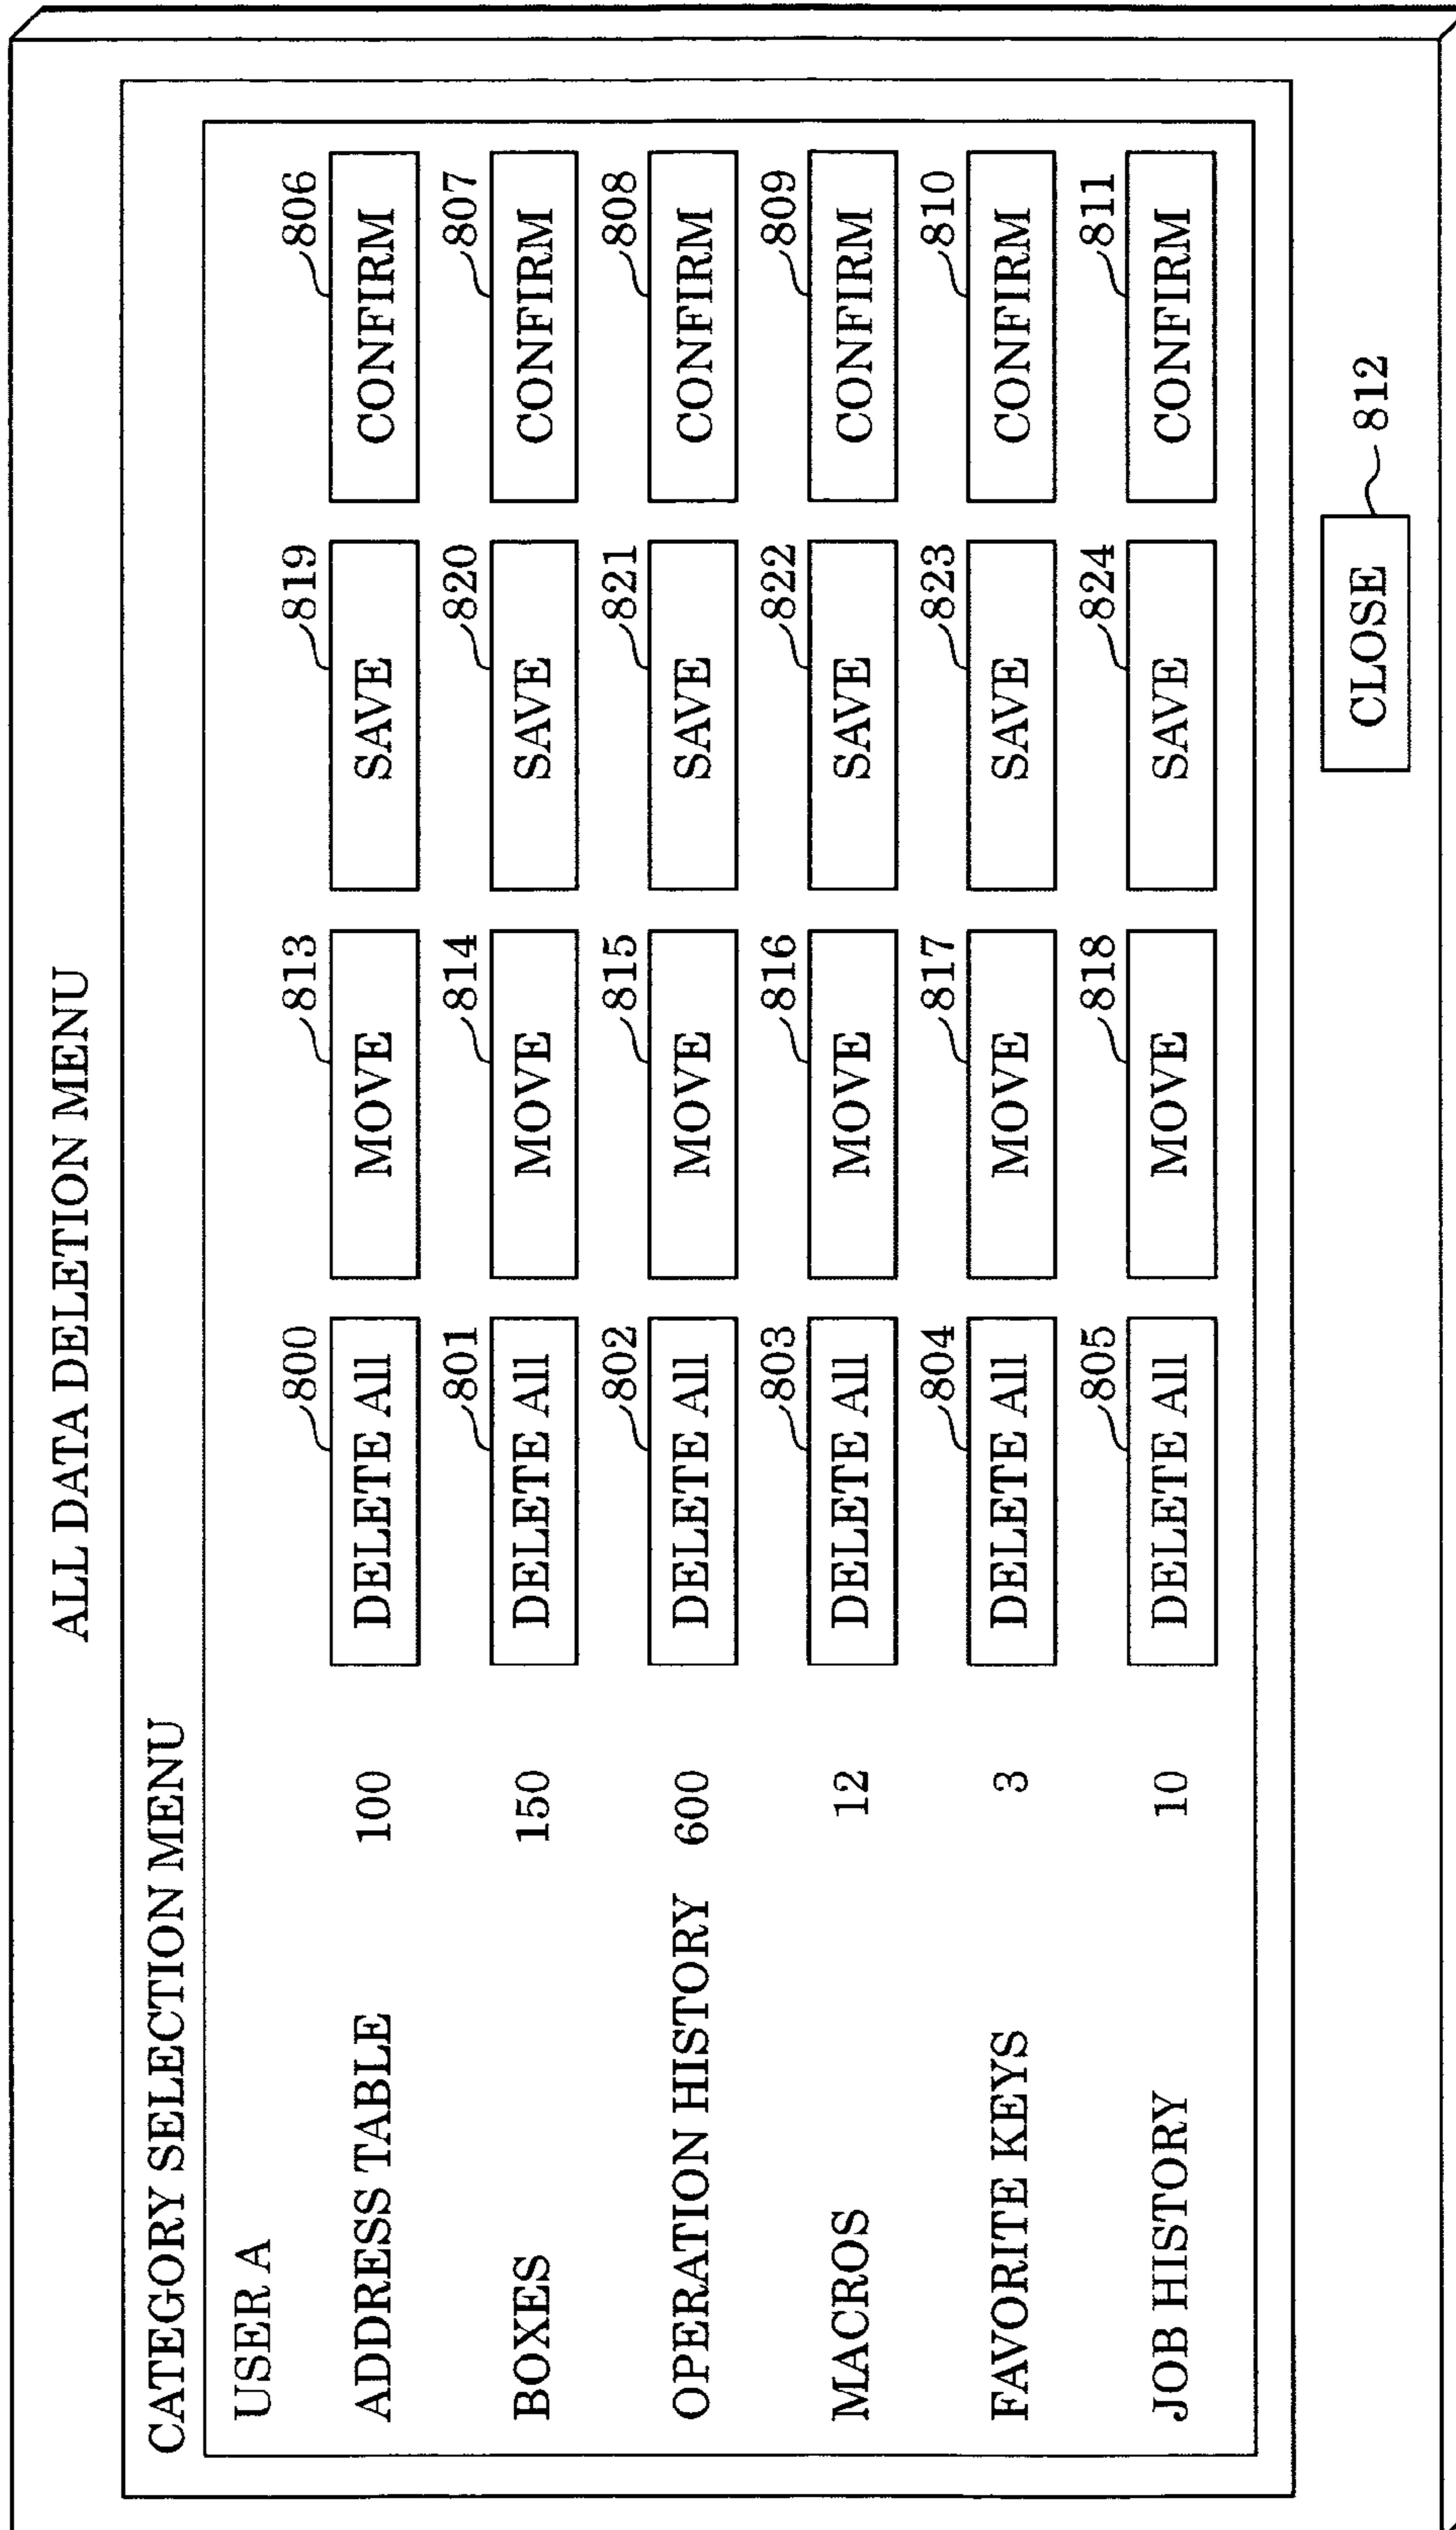 ALL DATA DELETION MENU
CATEGORY SELECTION MENU
USER A
800 813 819 806
ADDRESS TABLE 100 DELETE All MOVE SAVE CONFIRM
801 814 820 807
BOXES 150 DELETE All MOVE SAVE CONFIRM
802 815 821 808
OPERATION HISTORY 600 DELETE All MOVE SAVE CONFIRM
803 816 822 809
MACROS 12 DELETE All MOVE SAVE CONFIRM
804 817 823 810
FAVORITE KEYS 3 DELETE All MOVE SAVE CONFIRM
805 818 824 811
JOB HISTORY 10 DELETE All MOVE SAVE CONFIRM
CLOSE 812